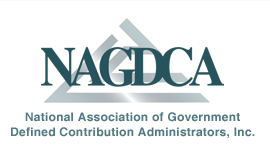 NAGDCA
National Association of Government
Defined Contribution Administrators, Inc.